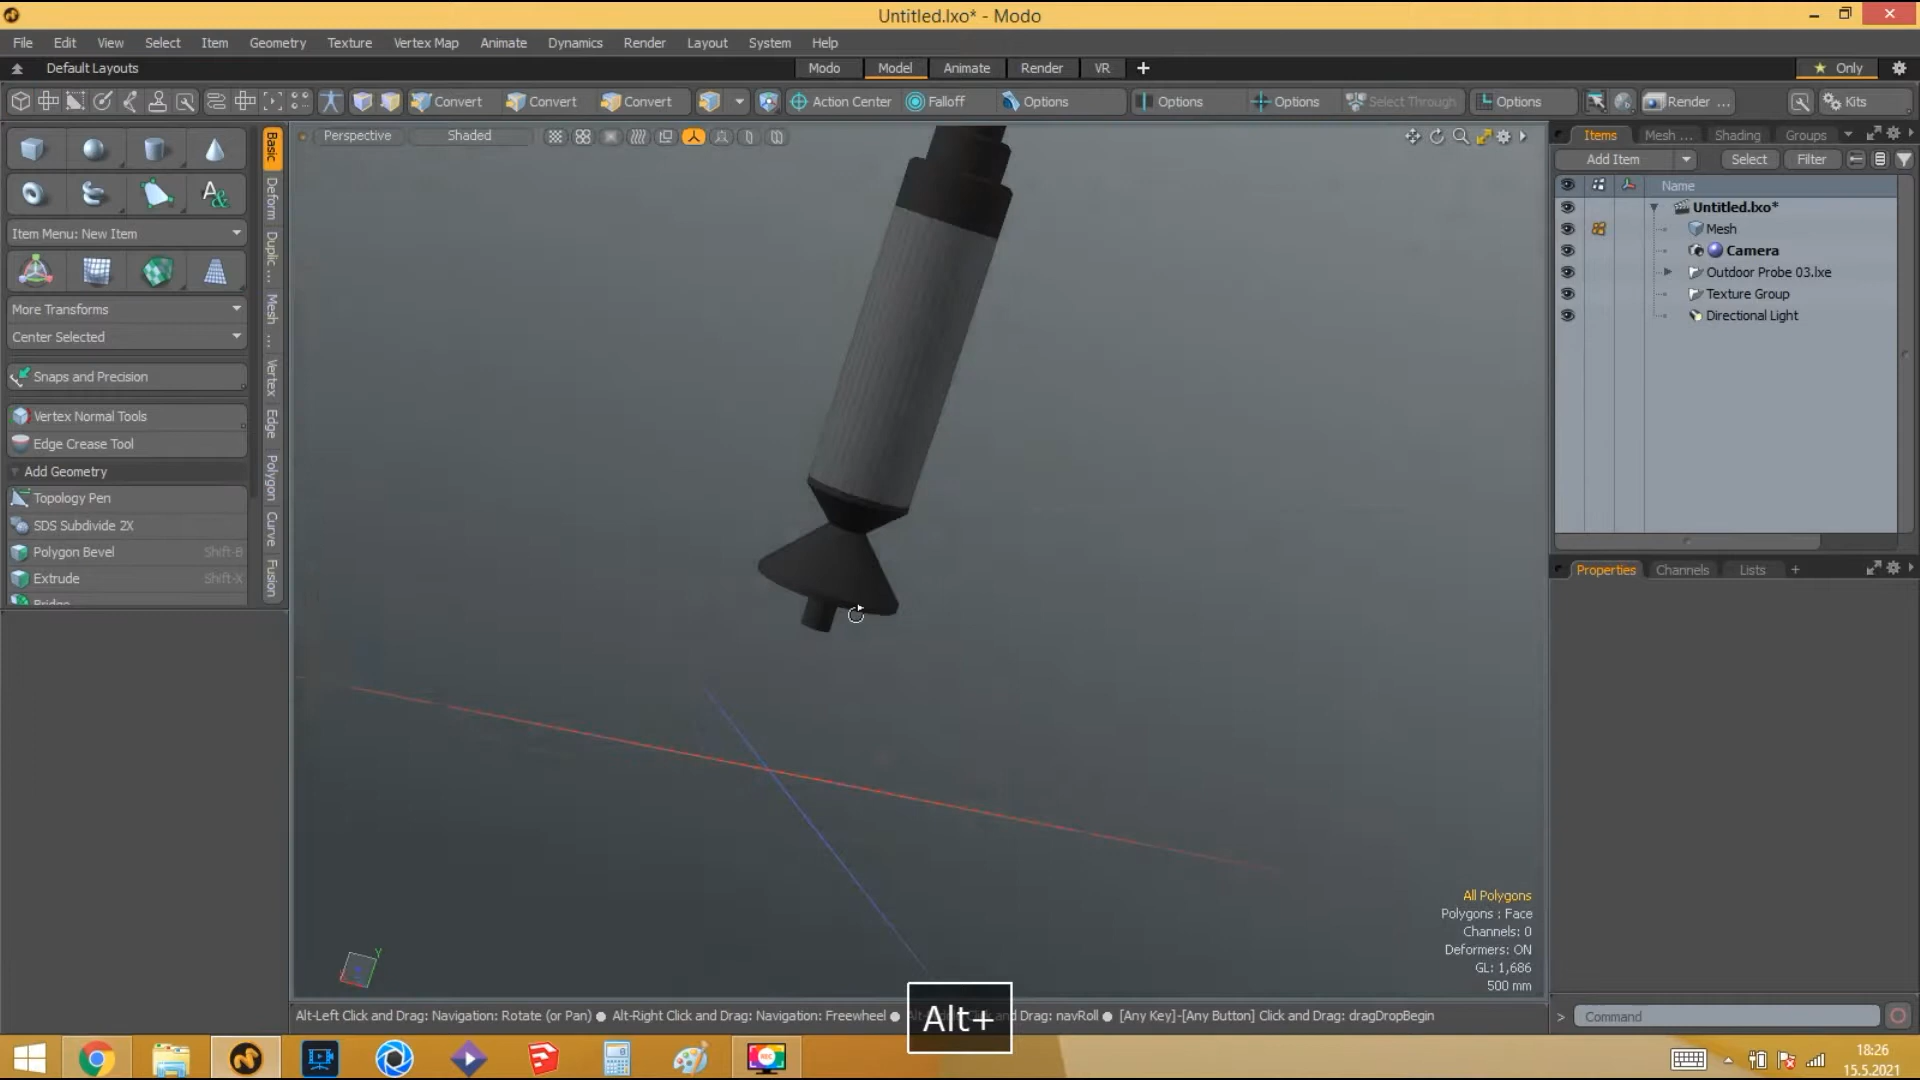 Untitled.lxo* - Modo
File Edit View Select Item Geometry Texture Vertex Map Animate Dynamics Render Layout System Help
Default Layouts Modo Model Animate Render VR Only
Convert Convert Convert Action Center Falloff Options Options Options Select Through Options Render ... Kits
Perspective Shaded
Items Mesh ... Shading Groups
Add Item Select Filter
Name
Untitled.lxo*
Mesh
Camera
Outdoor Probe 03.lxe
Texture Group
Directional Light
Item Menu: New Item
More Transforms
Center Selected
Snaps and Precision
Vertex Normal Tools
Edge Crease Tool
Add Geometry
Topology Pen
SDS Subdivide 2X
Polygon Bevel Shift-B
Extrude Shift-X
Bridge
Basic
Deform
Duplic ...
Mesh ...
Vertex
Edge
Polygon
Curve
Fusion
Properties Channels Lists +
All Polygons
Polygons : Face
Channels: 0
Deformers: ON
GL: 1,686
500 mm
Y
Alt-Left Click and Drag: Navigation: Rotate (or Pan) ● Alt-Right Click and Drag: Navigation: Freewheel ● Drag: navRoll ● [Any Key]-[Any Button] Click and Drag: dragDropBegin
Alt+
> Command
REC
18:26
15.5.2021